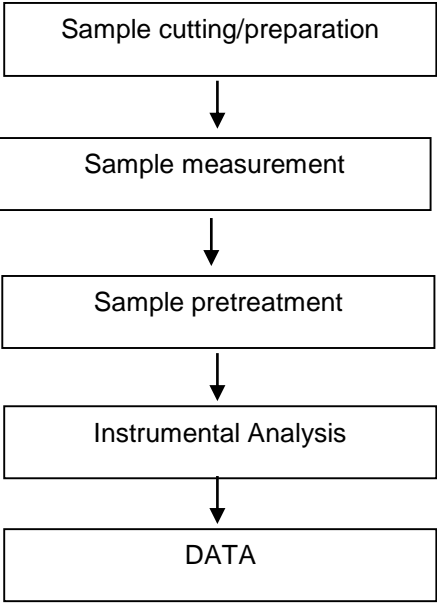 Sample cutting/preparation
Sample measurement
Sample pretreatment
Instrumental Analysis
DATA